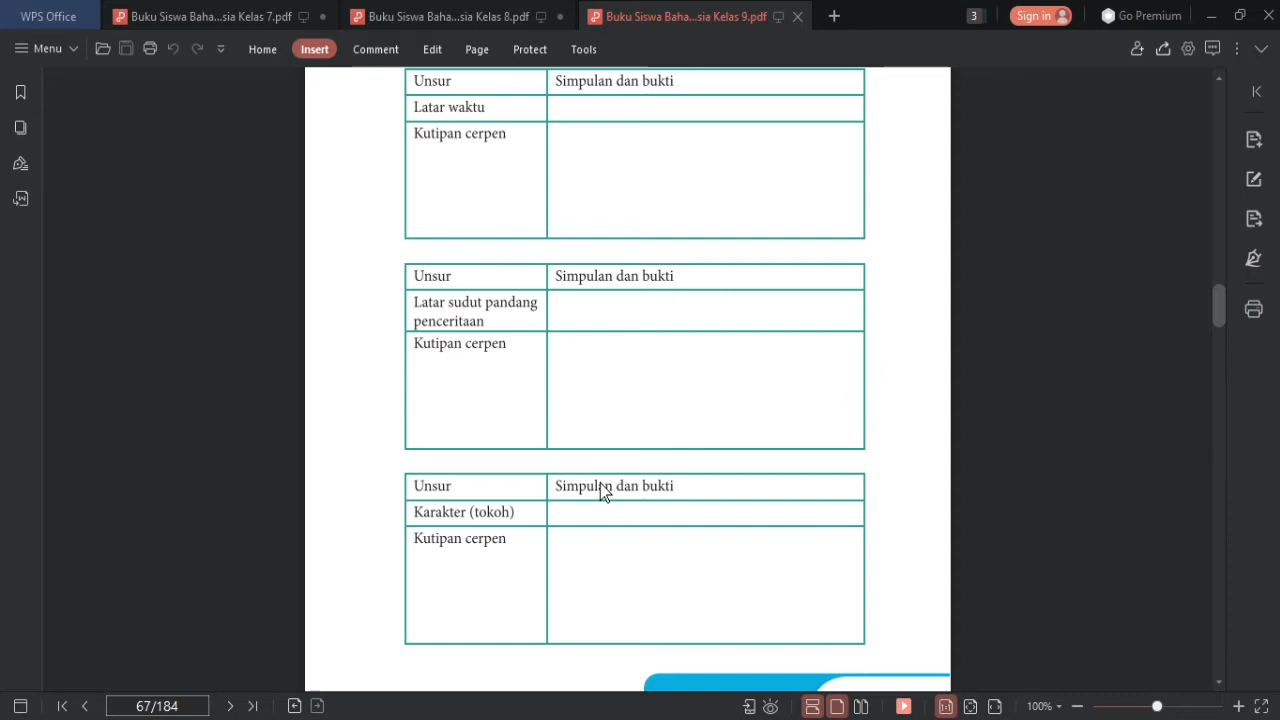 WPS Office
Buku Siswa Baha...sia Kelas 7.pdf
Buku Siswa Baha...sia Kelas 8.pdf
Buku Siswa Baha...sia Kelas 9.pdf
3
Sign in
Go Premium
Menu
Home
Insert
Comment
Edit
Page
Protect
Tools
Unsur
Simpulan dan bukti
Latar waktu
Kutipan cerpen
Unsur
Simpulan dan bukti
Latar sudut pandang
penceritaan
Kutipan cerpen
Unsur
Simpulan dan bukti
Karakter (tokoh)
Kutipan cerpen
67/184
1:1
100%